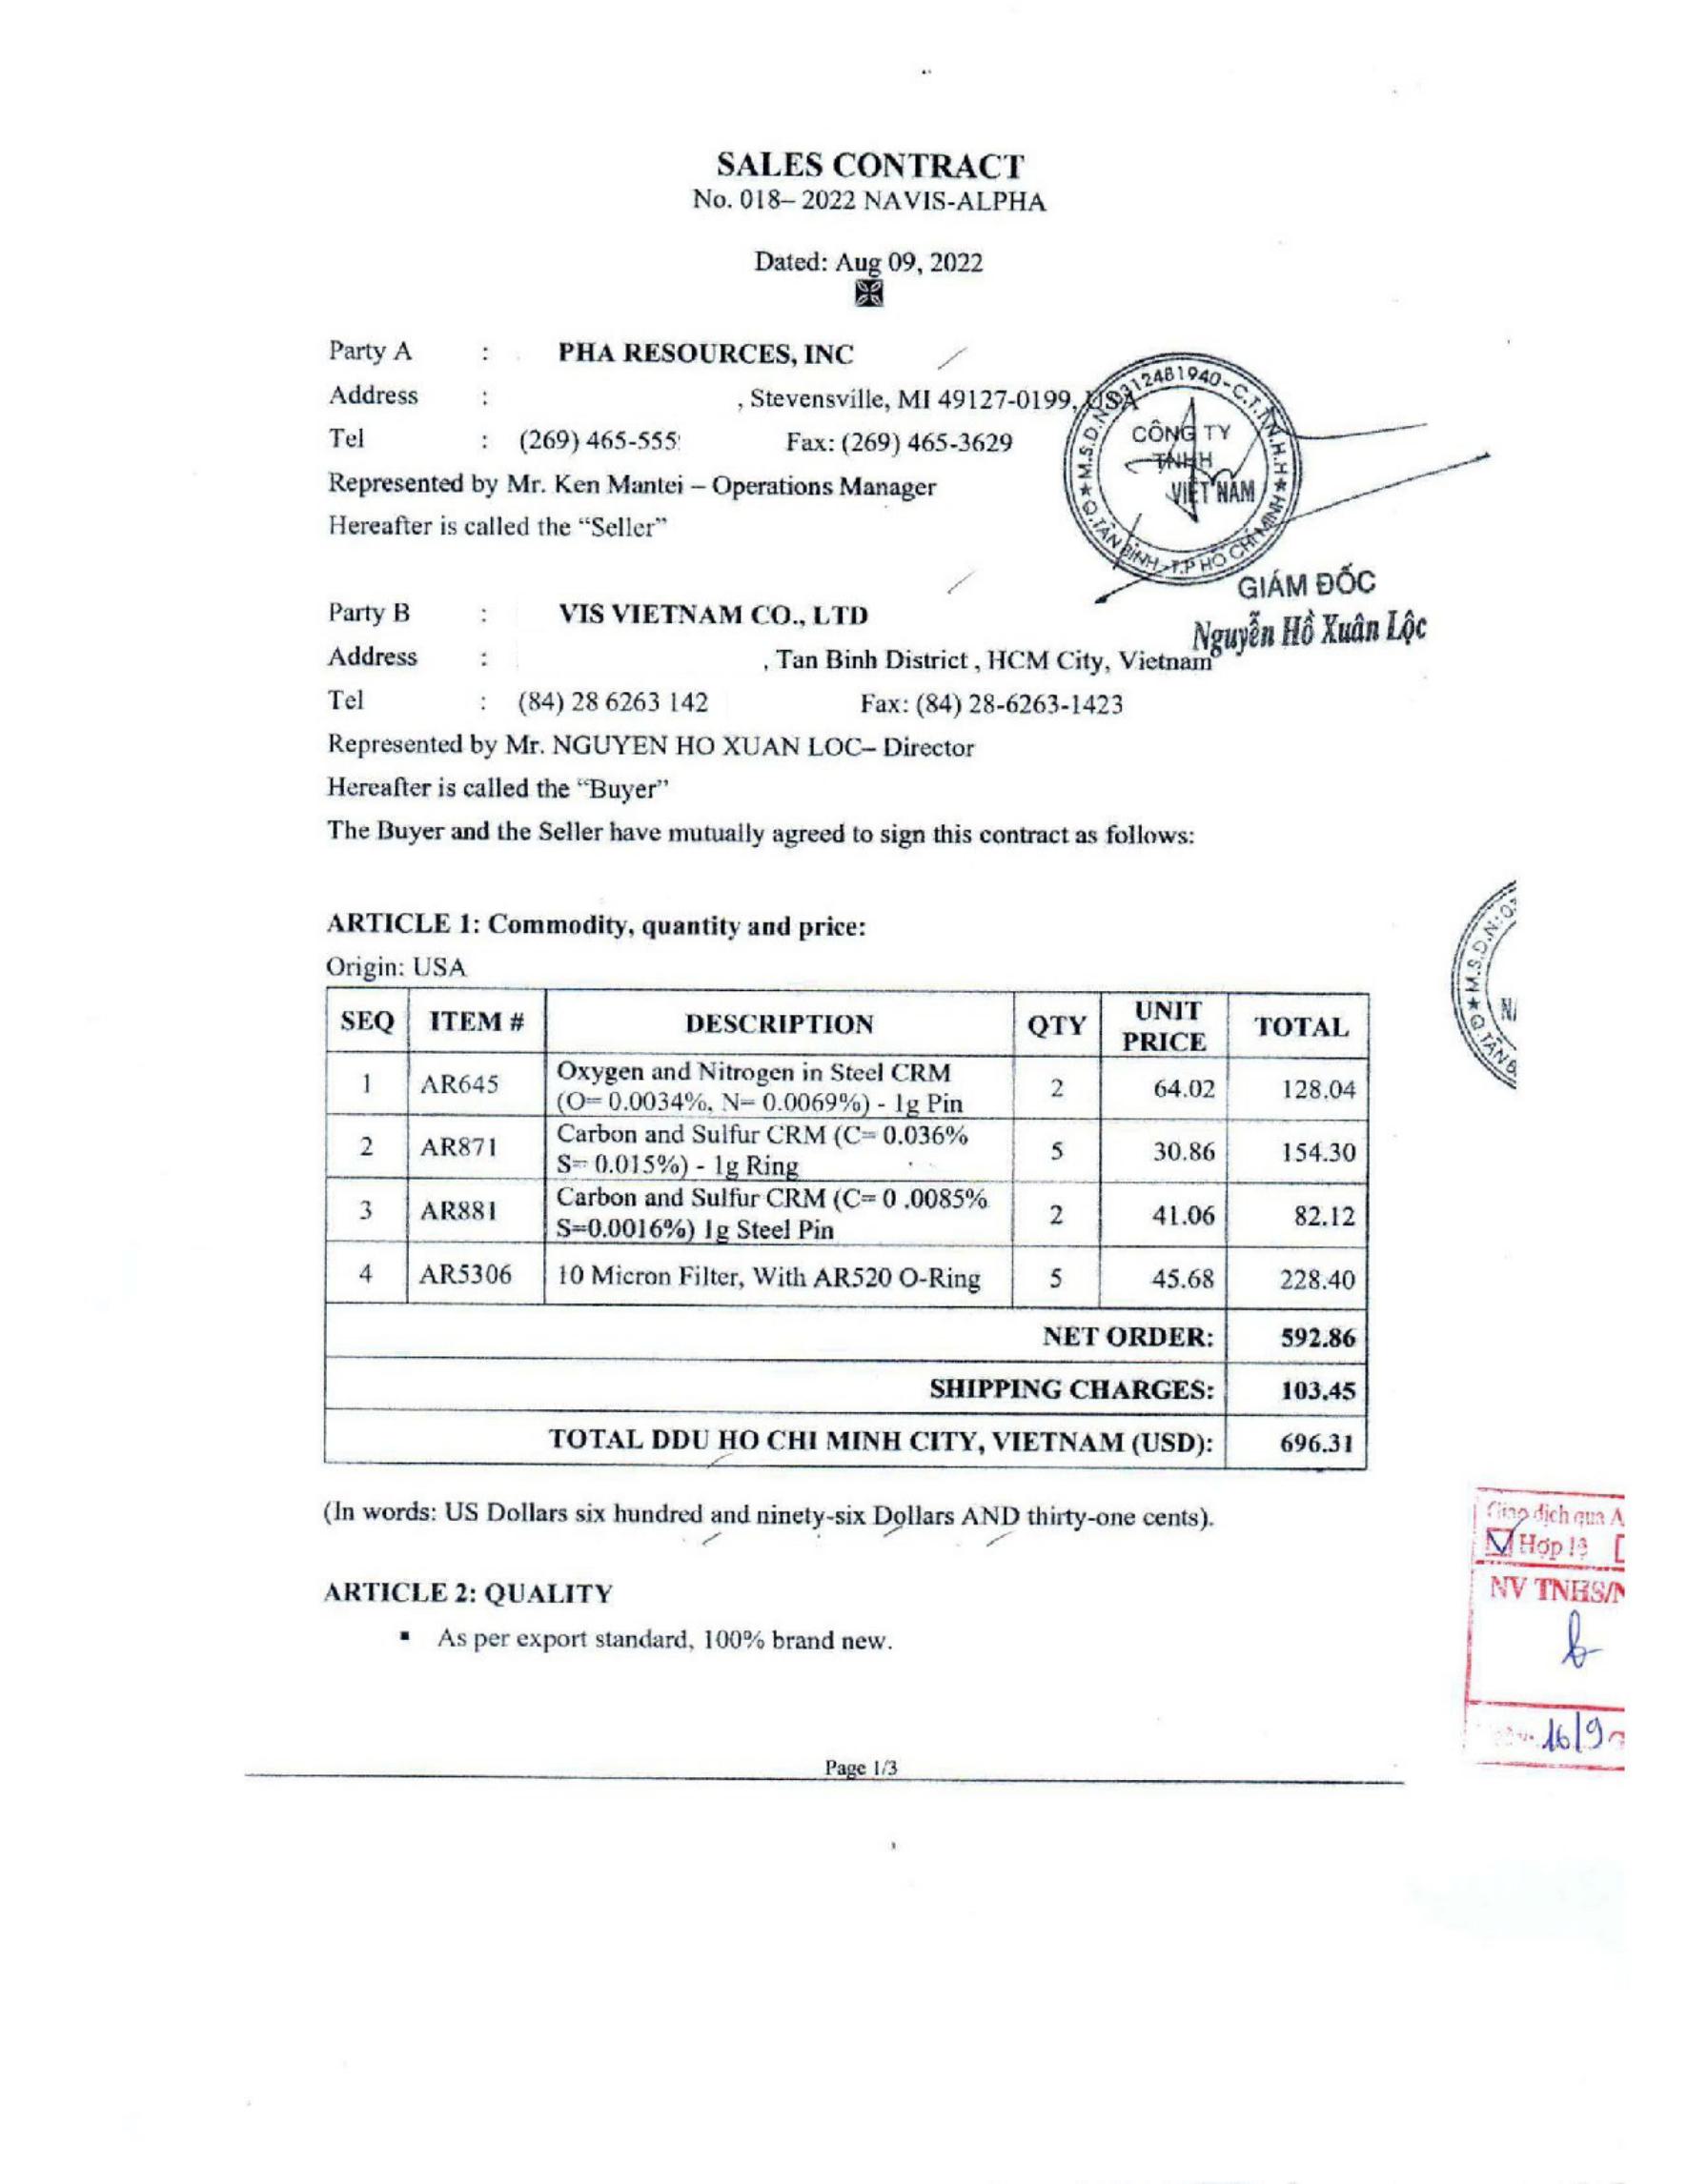 SALES CONTRACT
No. 018– 2022 NAVIS-ALPHA
Dated: Aug 09, 2022
Party A : PHA RESOURCES, INC
Address : , Stevensville, MI 49127-0199, USA
Tel : (269) 465-555 Fax: (269) 465-3629
Represented by Mr. Ken Mantei – Operations Manager
Hereafter is called the “Seller”
★M.S.D.N:0312481940-C.T.T.N.H.H★
CÔNG TY
TNHH
VIỆT NAM
Q.TÂN BÌNH-T.P HỒ CHÍ MINH
GIÁM ĐỐC
Nguyễn Hồ Xuân Lộc
Party B : VIS VIETNAM CO., LTD
Address : , Tan Binh District , HCM City, Vietnam
Tel : (84) 28 6263 142 Fax: (84) 28-6263-1423
Represented by Mr. NGUYEN HO XUAN LOC– Director
Hereafter is called the “Buyer”
The Buyer and the Seller have mutually agreed to sign this contract as follows:
ARTICLE 1: Commodity, quantity and price:
Origin: USA
★M.S.D.N:0
Q.TÂN B
SEQ ITEM # DESCRIPTION QTY UNIT PRICE TOTAL
1 AR645 Oxygen and Nitrogen in Steel CRM
(O= 0.0034%, N= 0.0069%) - 1g Pin 2 64.02 128.04
2 AR871 Carbon and Sulfur CRM (C= 0.036%
S= 0.015%) - 1g Ring 5 30.86 154.30
3 AR881 Carbon and Sulfur CRM (C= 0 .0085%
S=0.0016%) 1g Steel Pin 2 41.06 82.12
4 AR5306 10 Micron Filter, With AR520 O-Ring 5 45.68 228.40
NET ORDER: 592.86
SHIPPING CHARGES: 103.45
TOTAL DDU HO CHI MINH CITY, VIETNAM (USD): 696.31
(In words: US Dollars six hundred and ninety-six Dollars AND thirty-one cents).
Giao dịch qua A
Hợp lệ
NV TNHS/N
16/9
ARTICLE 2: QUALITY
▪ As per export standard, 100% brand new.
Page 1/3